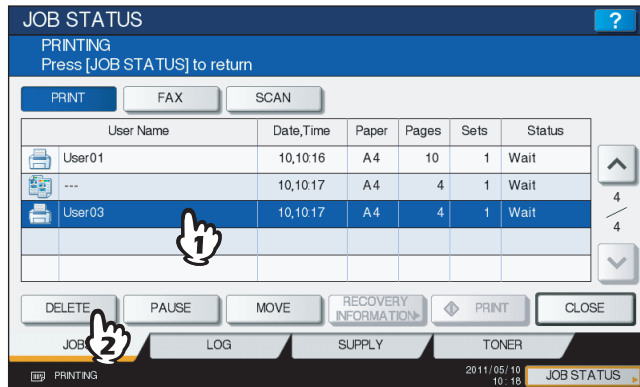 JOB STATUS
?
PRINTING
Press [JOB STATUS] to return
PRINT FAX SCAN
User Name Date,Time Paper Pages Sets Status
User01 10,10:16 A4 10 1 Wait
--- 10,10:17 A4 4 1 Wait
User03 10,10:17 A4 4 1 Wait
4
4
1
DELETE PAUSE MOVE RECOVERY INFORMATION PRINT CLOSE
2
JOBS LOG SUPPLY TONER
PRINTING
2011/05/10
10:16
JOB STATUS